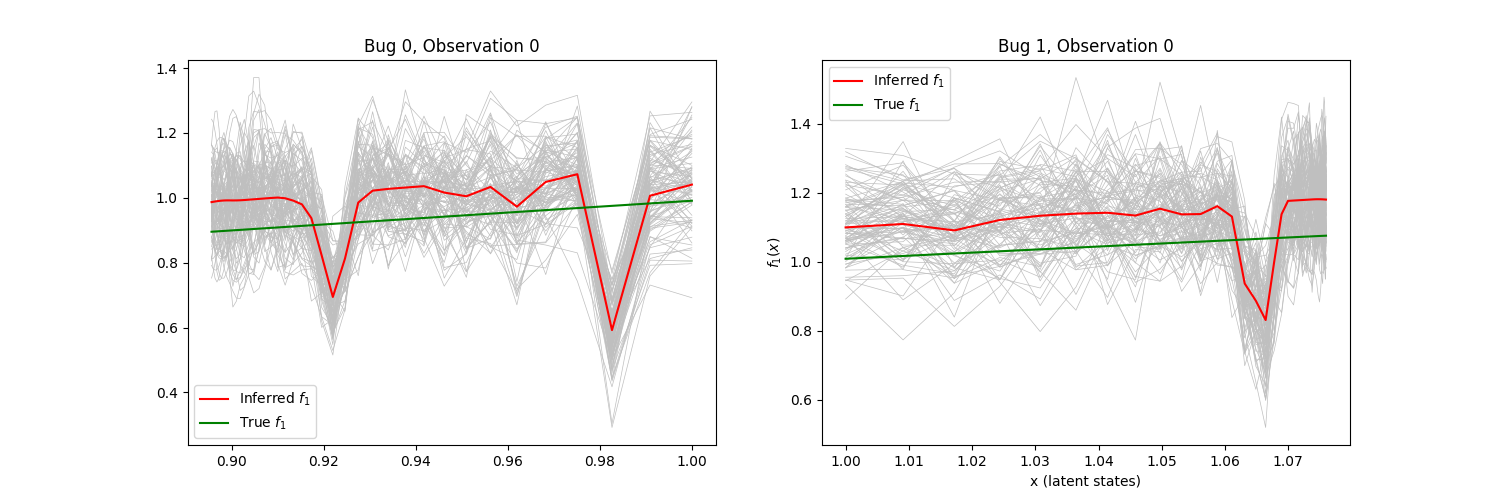 Bug 0, Observation 0
1.4
1.2
1.0
0.8
0.6
0.4
Inferred f₁
True f₁
0.90 0.92 0.94 0.96 0.98 1.00
Bug 1, Observation 0
Inferred f₁
True f₁
f₁(x)
1.4
1.2
1.0
0.8
0.6
1.00 1.01 1.02 1.03 1.04 1.05 1.06 1.07
x (latent states)